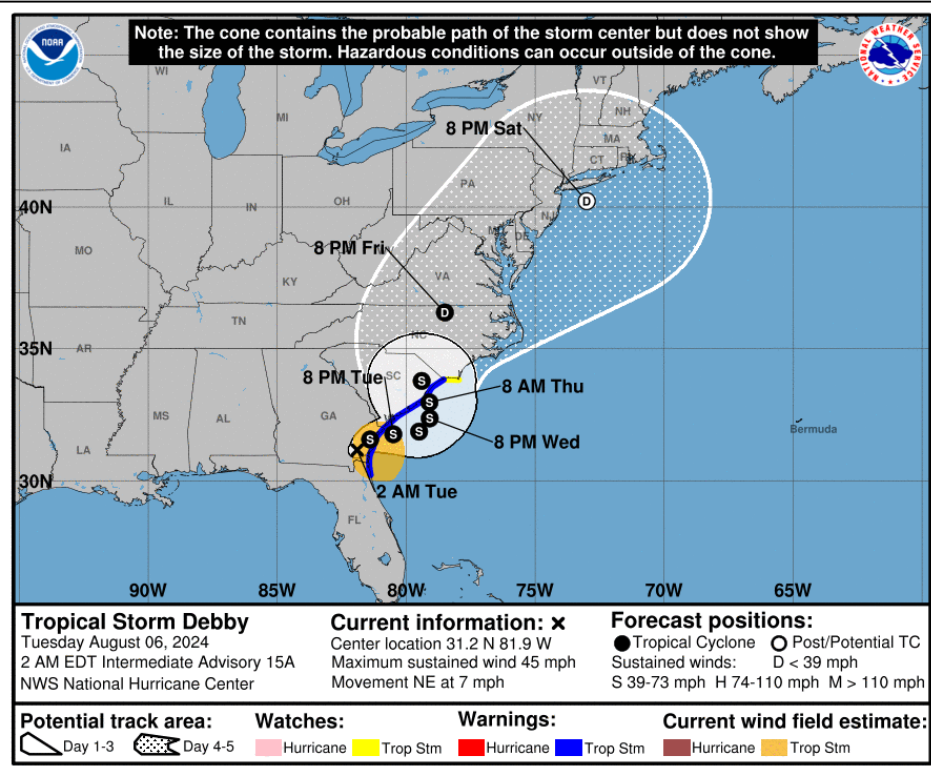 Note: The cone contains the probable path of the storm center but does not show
the size of the storm. Hazardous conditions can occur outside of the cone.
NOAA
NATIONAL WEATHER SERVICE
WI
VT
NH
MI
NY
8 PM Sat
MA
CT
IA
PA
D
40N
IL
IN
OH
NJ
MD
DE
MO
8 PM Fri
VA
KY
D
TN
NC
35N
AR
8 PM Tue
SC
S
8 AM Thu
S
MS
AL
GA
S
Bermuda
S
S
S
8 PM Wed
LA
30N
2 AM Tue
FL
90W
85W
80W
75W
70W
65W
Tropical Storm Debby
Tuesday August 06, 2024
2 AM EDT Intermediate Advisory 15A
NWS National Hurricane Center
Current information: x
Center location 31.2 N 81.9 W
Maximum sustained wind 45 mph
Movement NE at 7 mph
Forecast positions:
Tropical Cyclone Post/Potential TC
Sustained winds: D < 39 mph
S 39-73 mph H 74-110 mph M > 110 mph
Potential track area:
Day 1-3 Day 4-5
Watches:
Hurricane Trop Stm
Warnings:
Hurricane Trop Stm
Current wind field estimate:
Hurricane Trop Stm